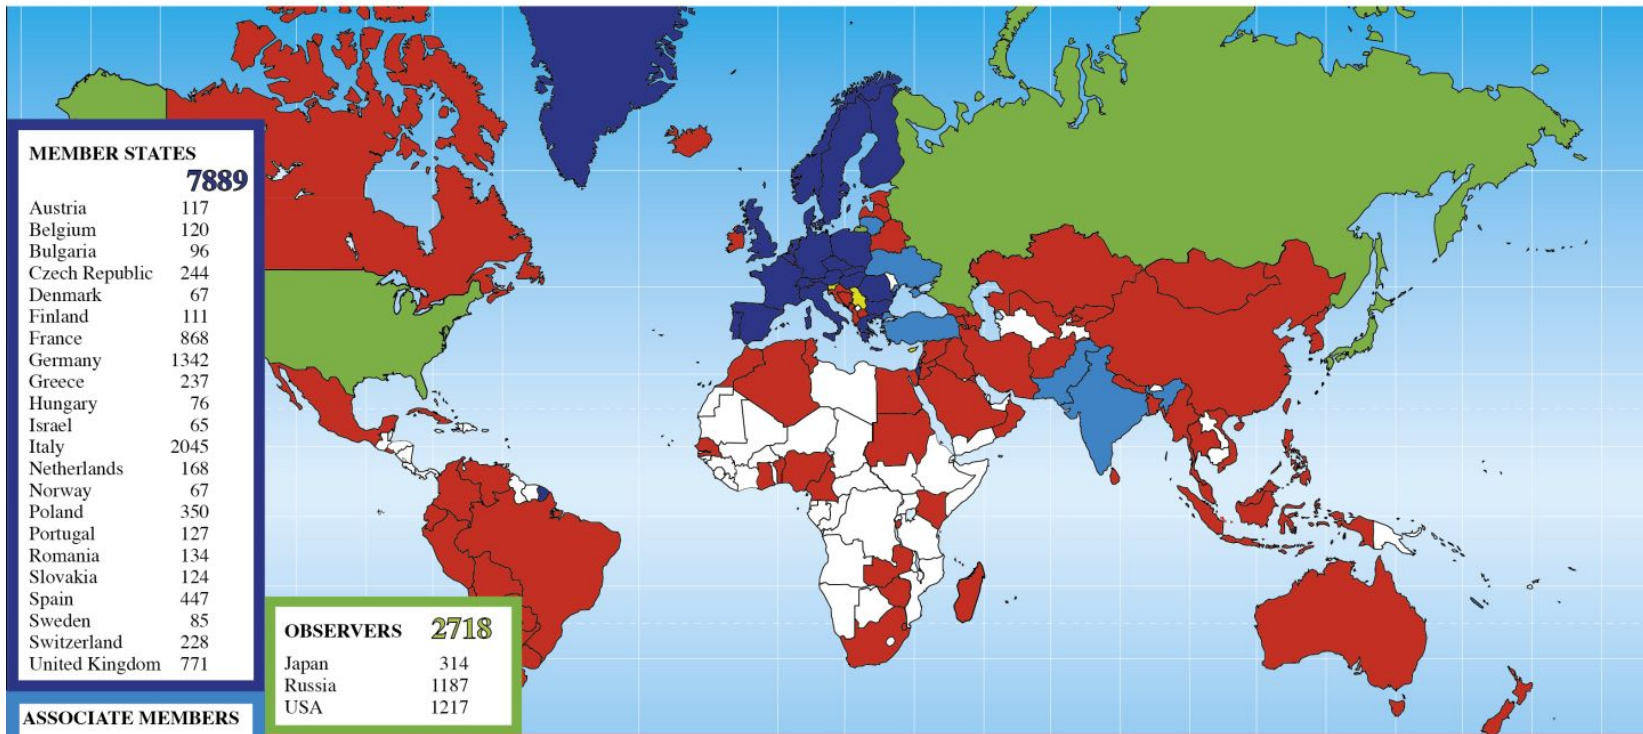 MEMBER STATES
7889
Austria 117
Belgium 120
Bulgaria 96
Czech Republic 244
Denmark 67
Finland 111
France 868
Germany 1342
Greece 237
Hungary 76
Israel 65
Italy 2045
Netherlands 168
Norway 67
Poland 350
Portugal 127
Romania 134
Slovakia 124
Spain 447
Sweden 85
Switzerland 228
United Kingdom 771
ASSOCIATE MEMBERS
OBSERVERS 2718
Japan 314
Russia 1187
USA 1217